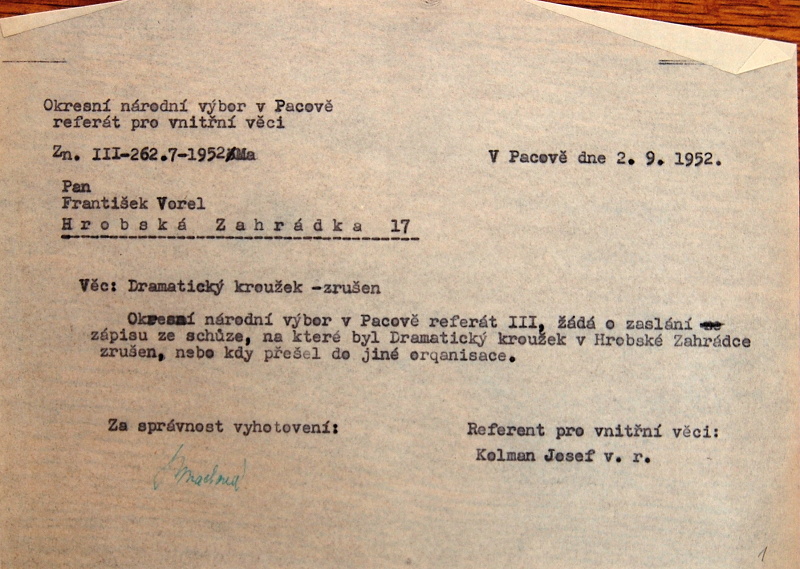 Okresní národní výbor v Pacově
referát pro vnitřní věci
Zn. III-262.7-1952/Ma
V Pacově dne 2. 9. 1952.
Pan
František Vorel
Hrobská Zahrádka 17
Věc: Dramatický kroužek -zrušen
Okresní národní výbor v Pacově referát III, žádá o zaslání
zápisu ze schůze, na které byl Dramatický kroužek v Hrobské Zahrádce
zrušen, nebo kdy přešel do jiné organisace.
Za správnost vyhotovení:
Referent pro vnitřní věci:
Kolman Josef v. r.
1